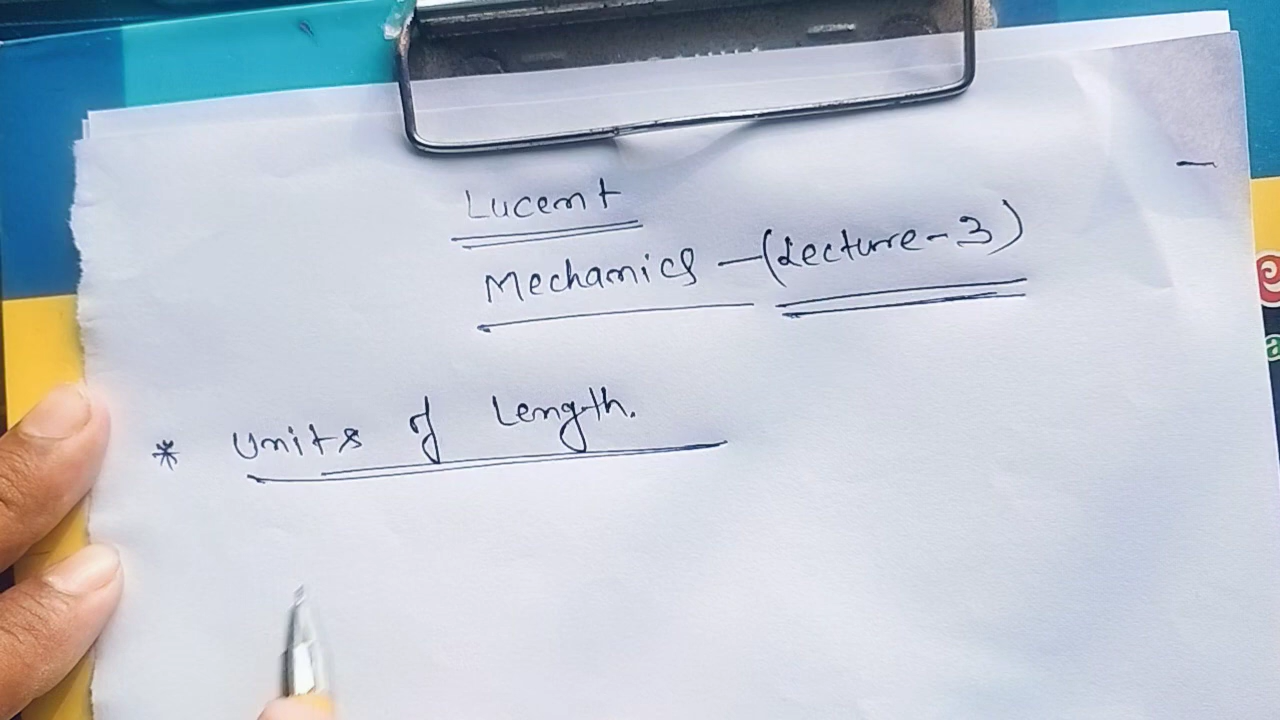 Lucent
Mechanics -(Lecture-3)
* Units of Length.